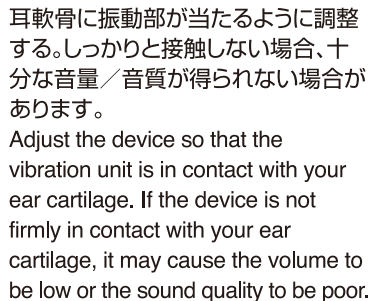 耳軟骨に振動部が当たるように調整
する。しっかりと接触しない場合、十
分な音量／音質が得られない場合が
あります。
Adjust the device so that the
vibration unit is in contact with your
ear cartilage. If the device is not
firmly in contact with your ear
cartilage, it may cause the volume to
be low or the sound quality to be poor.